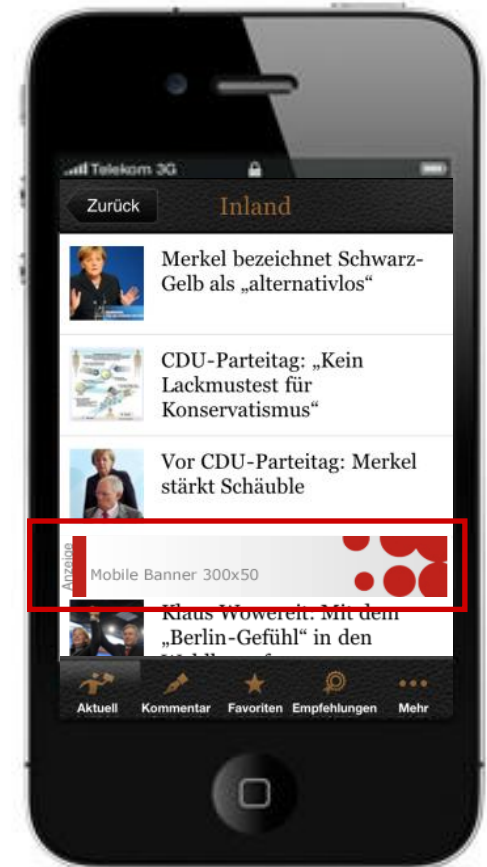 Telekom 3G
Zurück
Inland
Merkel bezeichnet Schwarz-
Gelb als „alternativlos“
CDU-Parteitag: „Kein
Lackmustest für
Konservatismus“
Vor CDU-Parteitag: Merkel
stärkt Schäuble
Anzeige
Mobile Banner 300x50
Klaus Wowereit: Mit dem
„Berlin-Gefühl“ in den
Aktuell
Kommentar
Favoriten
Empfehlungen
Mehr